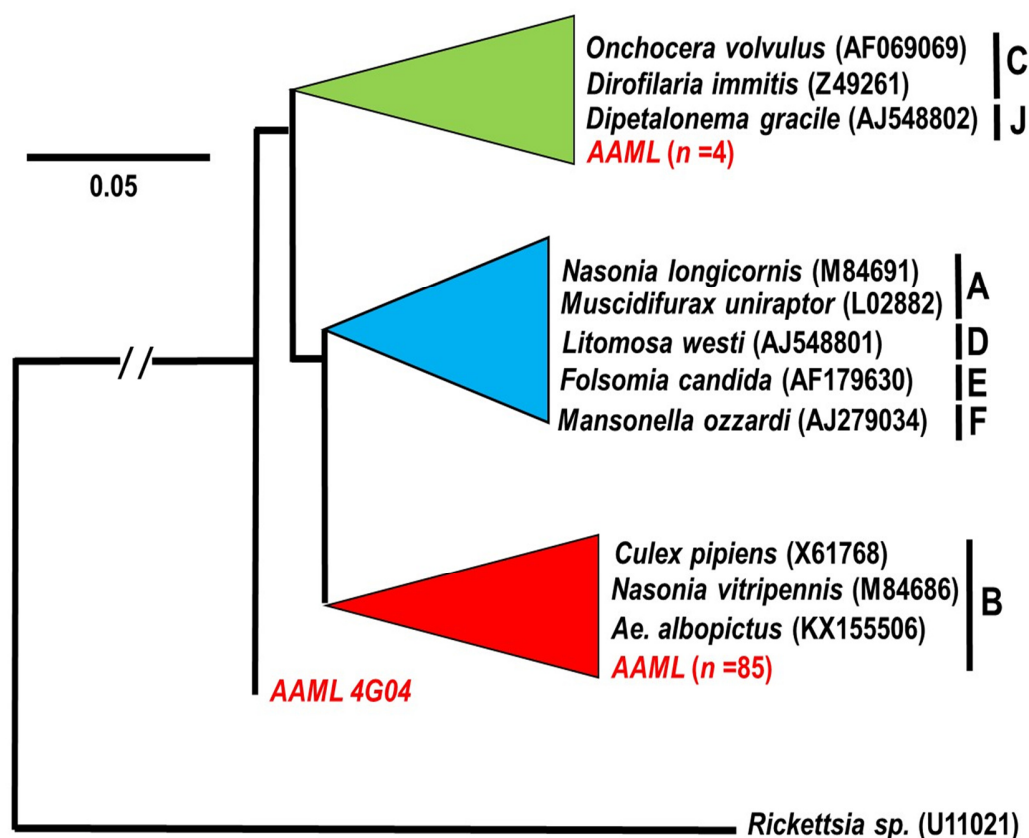 Onchocera volvulus (AF069069)
Dirofilaria immitis (Z49261)
C
Dipetalonema gracile (AJ548802)
J
AAML (n =4)
0.05
Nasonia longicornis (M84691)
Muscidifurax uniraptor (L02882)
A
Litomosa westi (AJ548801)
D
Folsomia candida (AF179630)
E
Mansonella ozzardi (AJ279034)
F
Culex pipiens (X61768)
Nasonia vitripennis (M84686)
B
Ae. albopictus (KX155506)
AAML (n =85)
AAML 4G04
Rickettsia sp. (U11021)